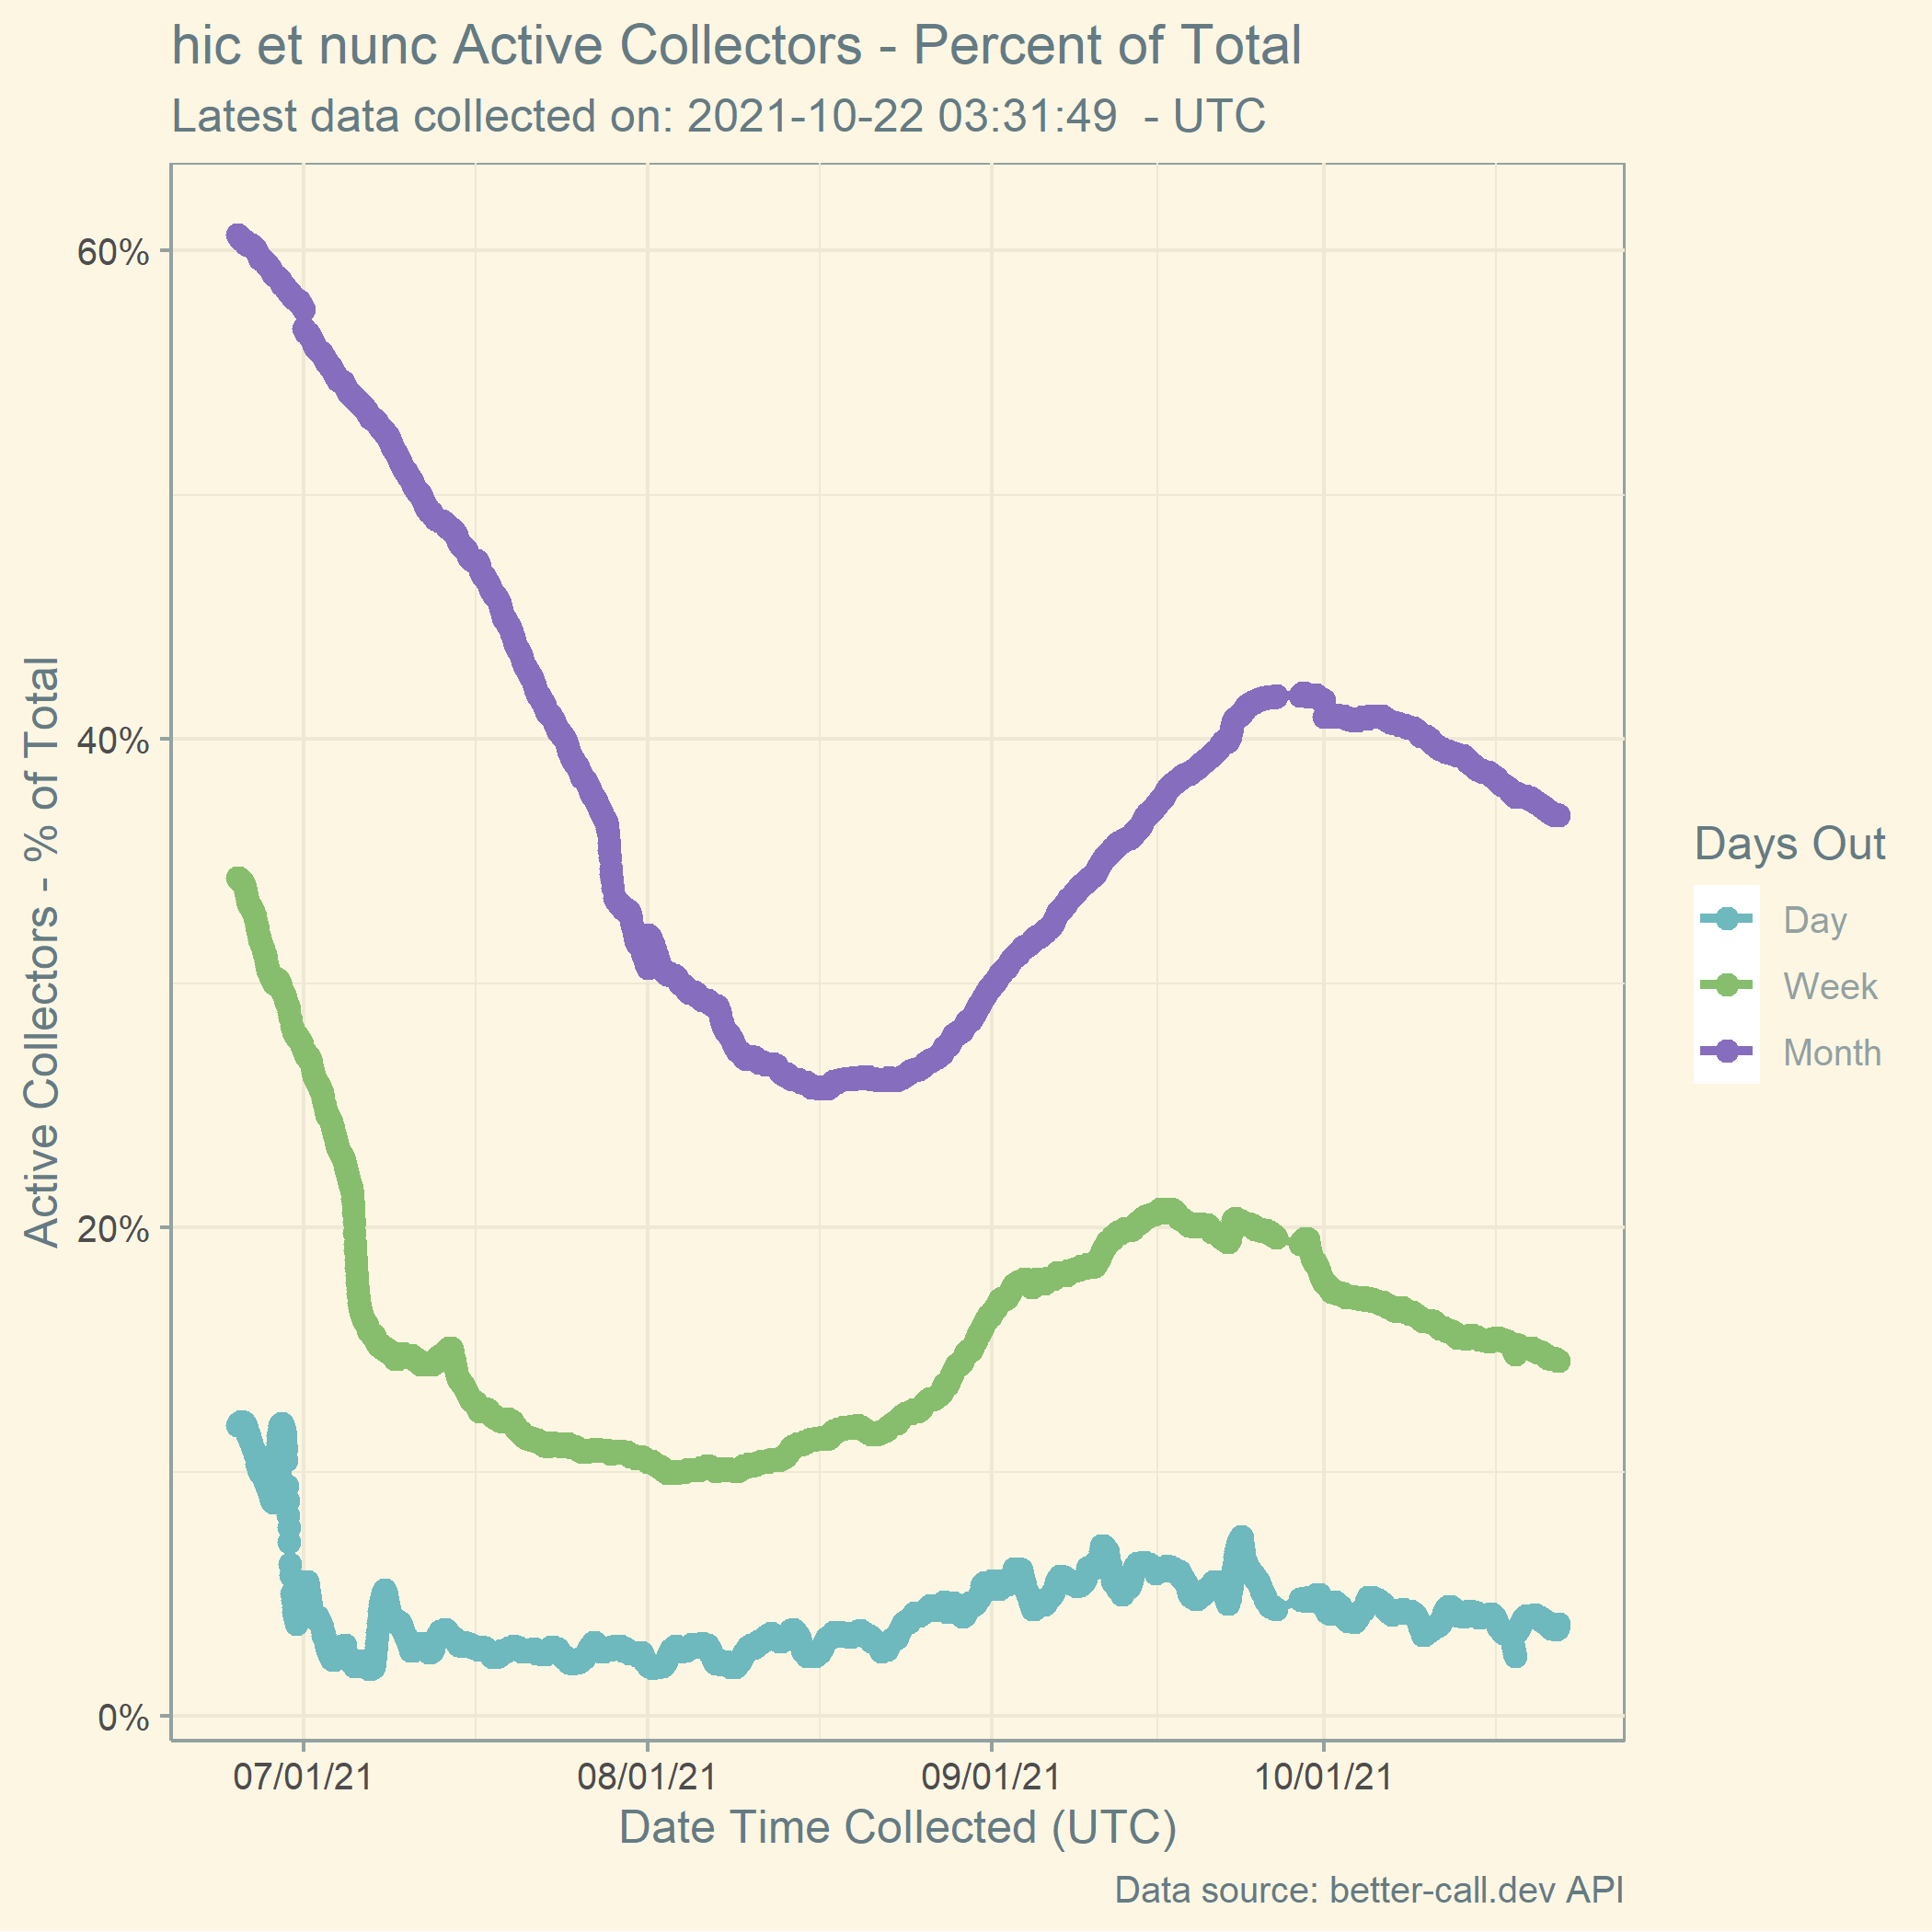 hic et nunc Active Collectors - Percent of Total
Latest data collected on: 2021-10-22 03:31:49  - UTC
Active Collectors - % of Total
60%
40%
20%
0%
07/01/21 08/01/21 09/01/21 10/01/21
Date Time Collected (UTC)
Days Out
Day
Week
Month
Data source: better-call.dev API